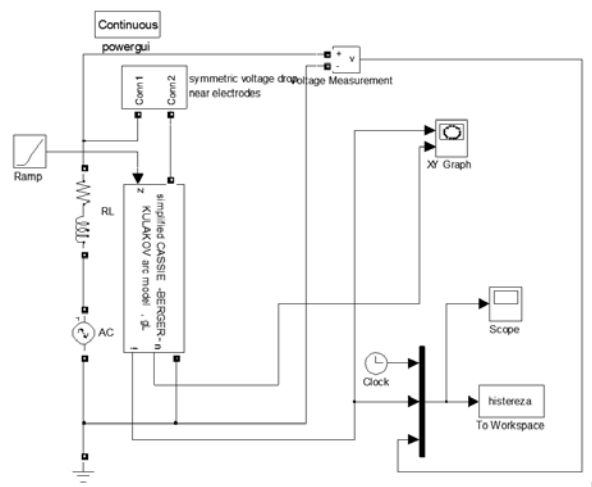 Continuous
powergui
Conn1
Conn2
symmetric voltage drop
near electrodes
+
-
v
Voltage Measurement
Ramp
z
simplified CASSIE -BERGER-
KULAKOV arc model , gL
i
n
RL
AC
XY Graph
Scope
Clock
histereza
To Workspace